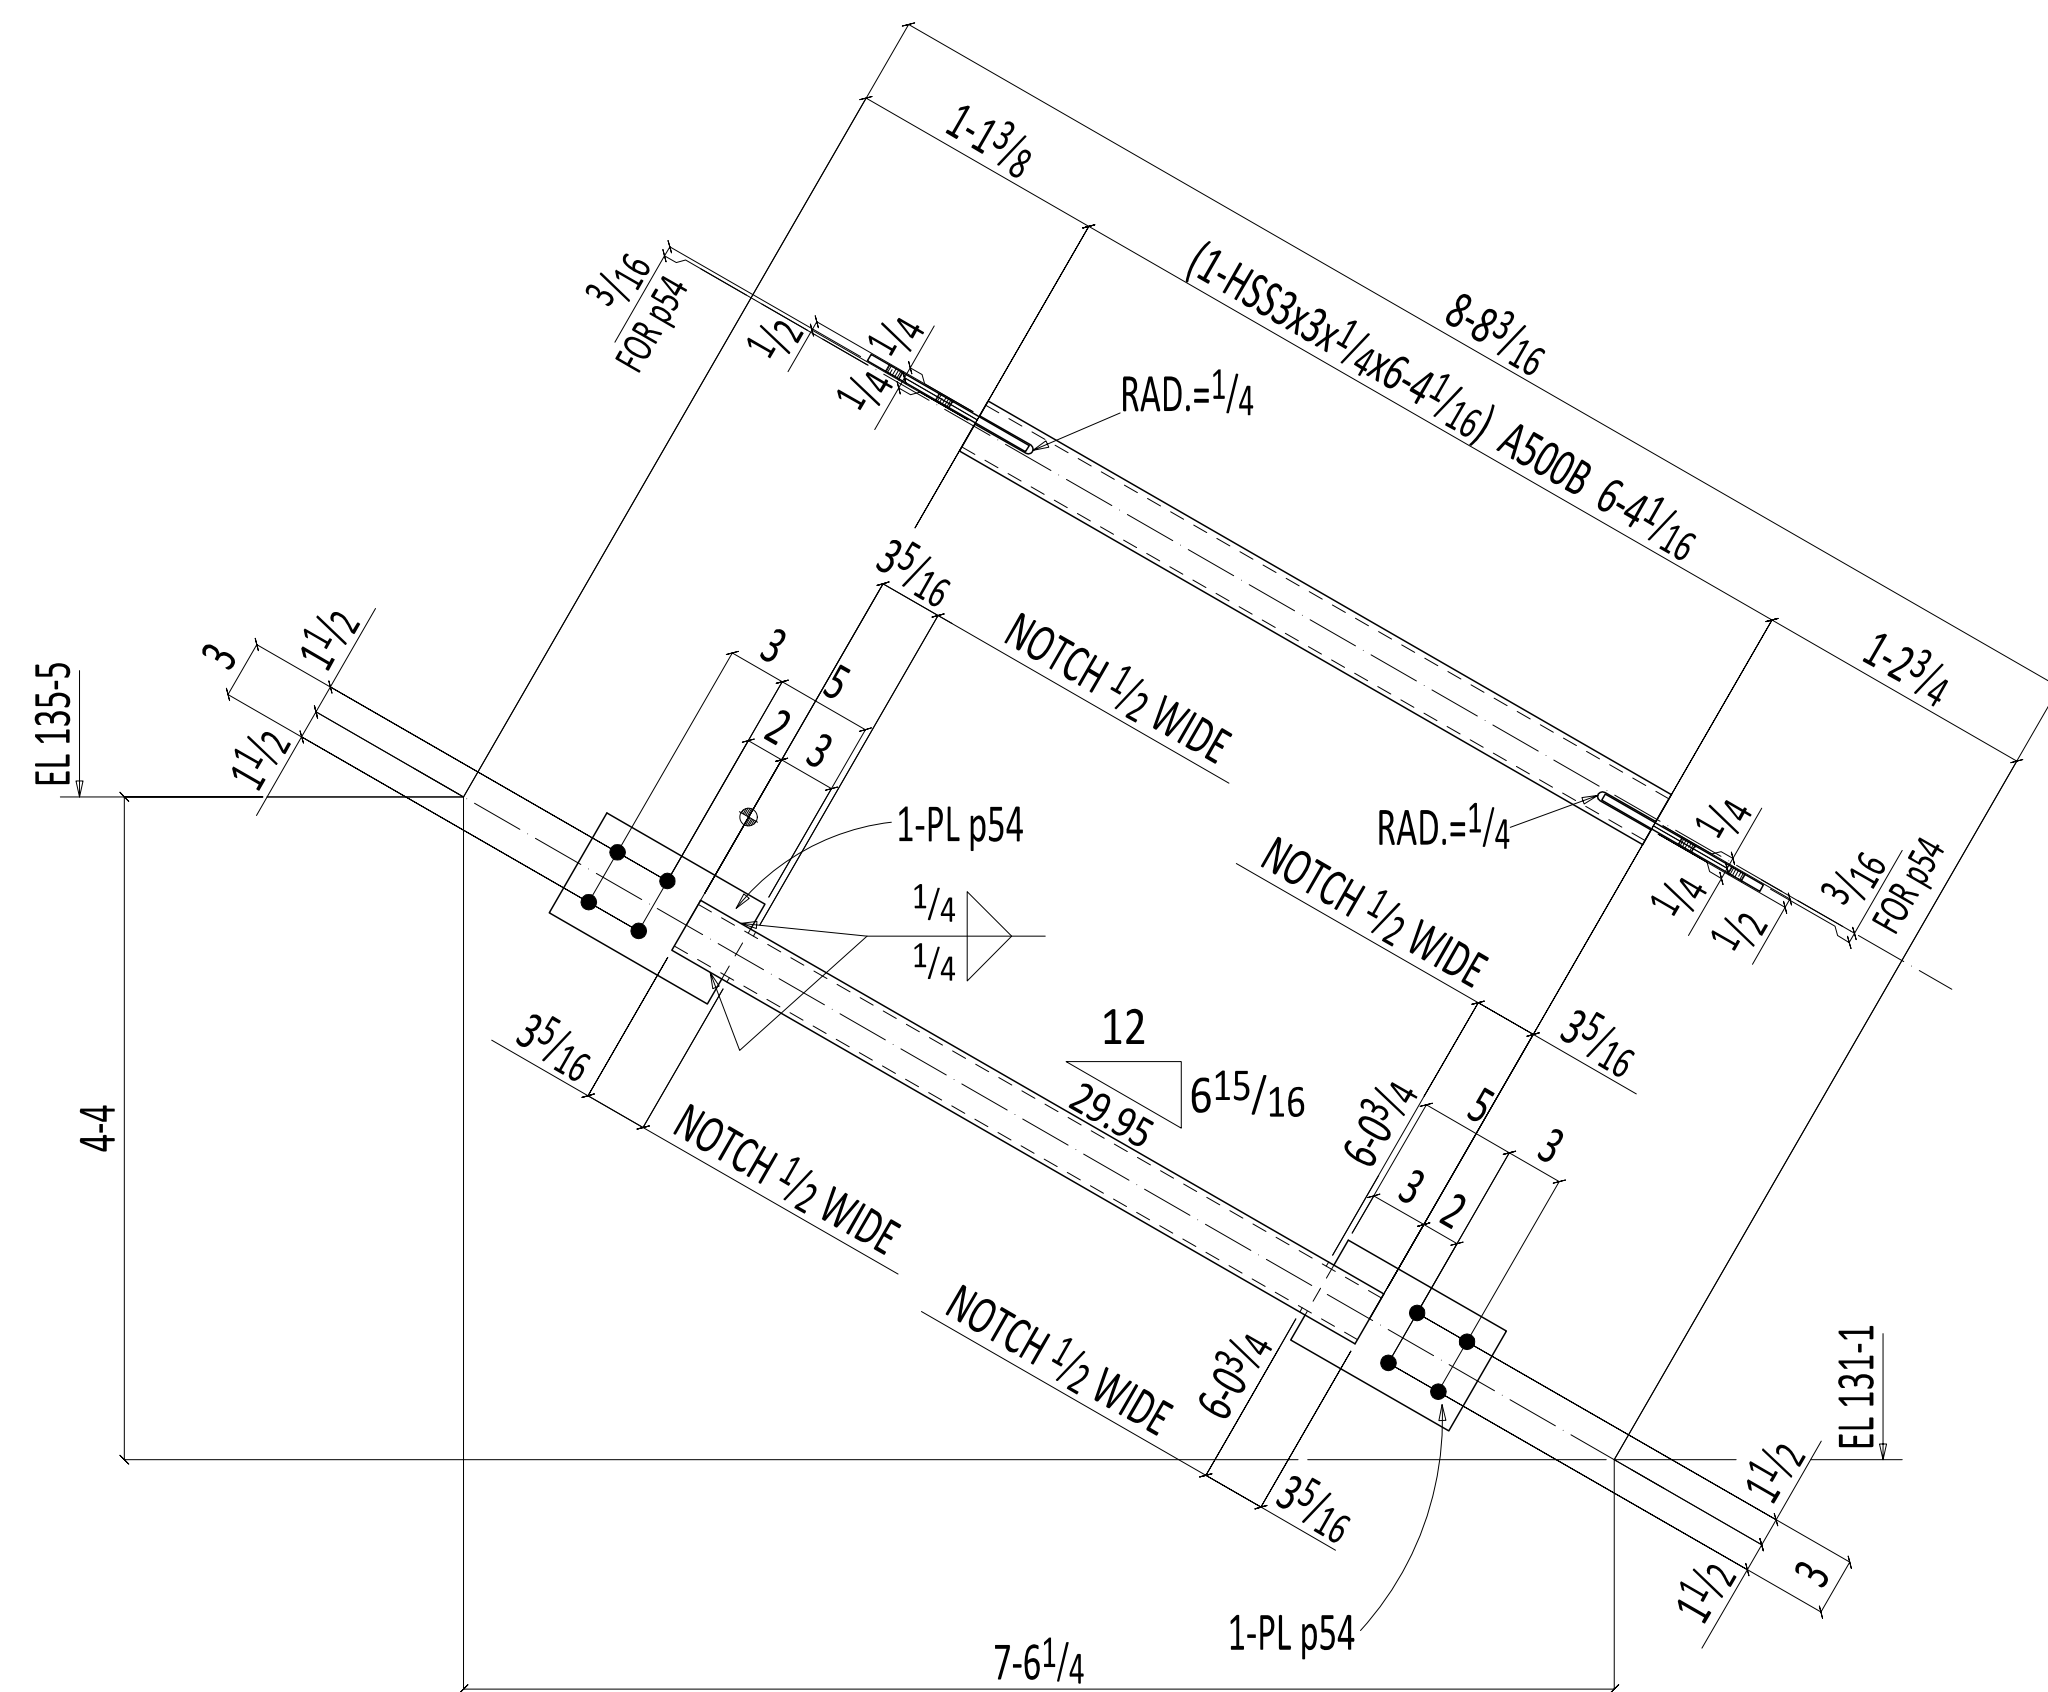 1-1 3/8
8-8 3/16
(1-HSS3x3x1/4x6-4 1/16) A500B 6-4 1/16
3/16
FOR p54
1/2
1/4
1/4
RAD.=1/4
1-2 3/4
3 5/16
NOTCH 1/2 WIDE
3
5
2
3
1 1/2
3
1 1/2
EL 135-5
1-PL p54
1/4
1/4
RAD.=1/4
1/4
1/4
1/2
3/16
FOR p54
NOTCH 1/2 WIDE
3 5/16
3 5/16
NOTCH 1/2 WIDE
12
6 15/16
29.95
4-4
6-0 3/4
5
3
3
2
NOTCH 1/2 WIDE
6-0 3/4
3 5/16
EL 131-1
1 1/2
3
1 1/2
1-PL p54
7-6 1/4